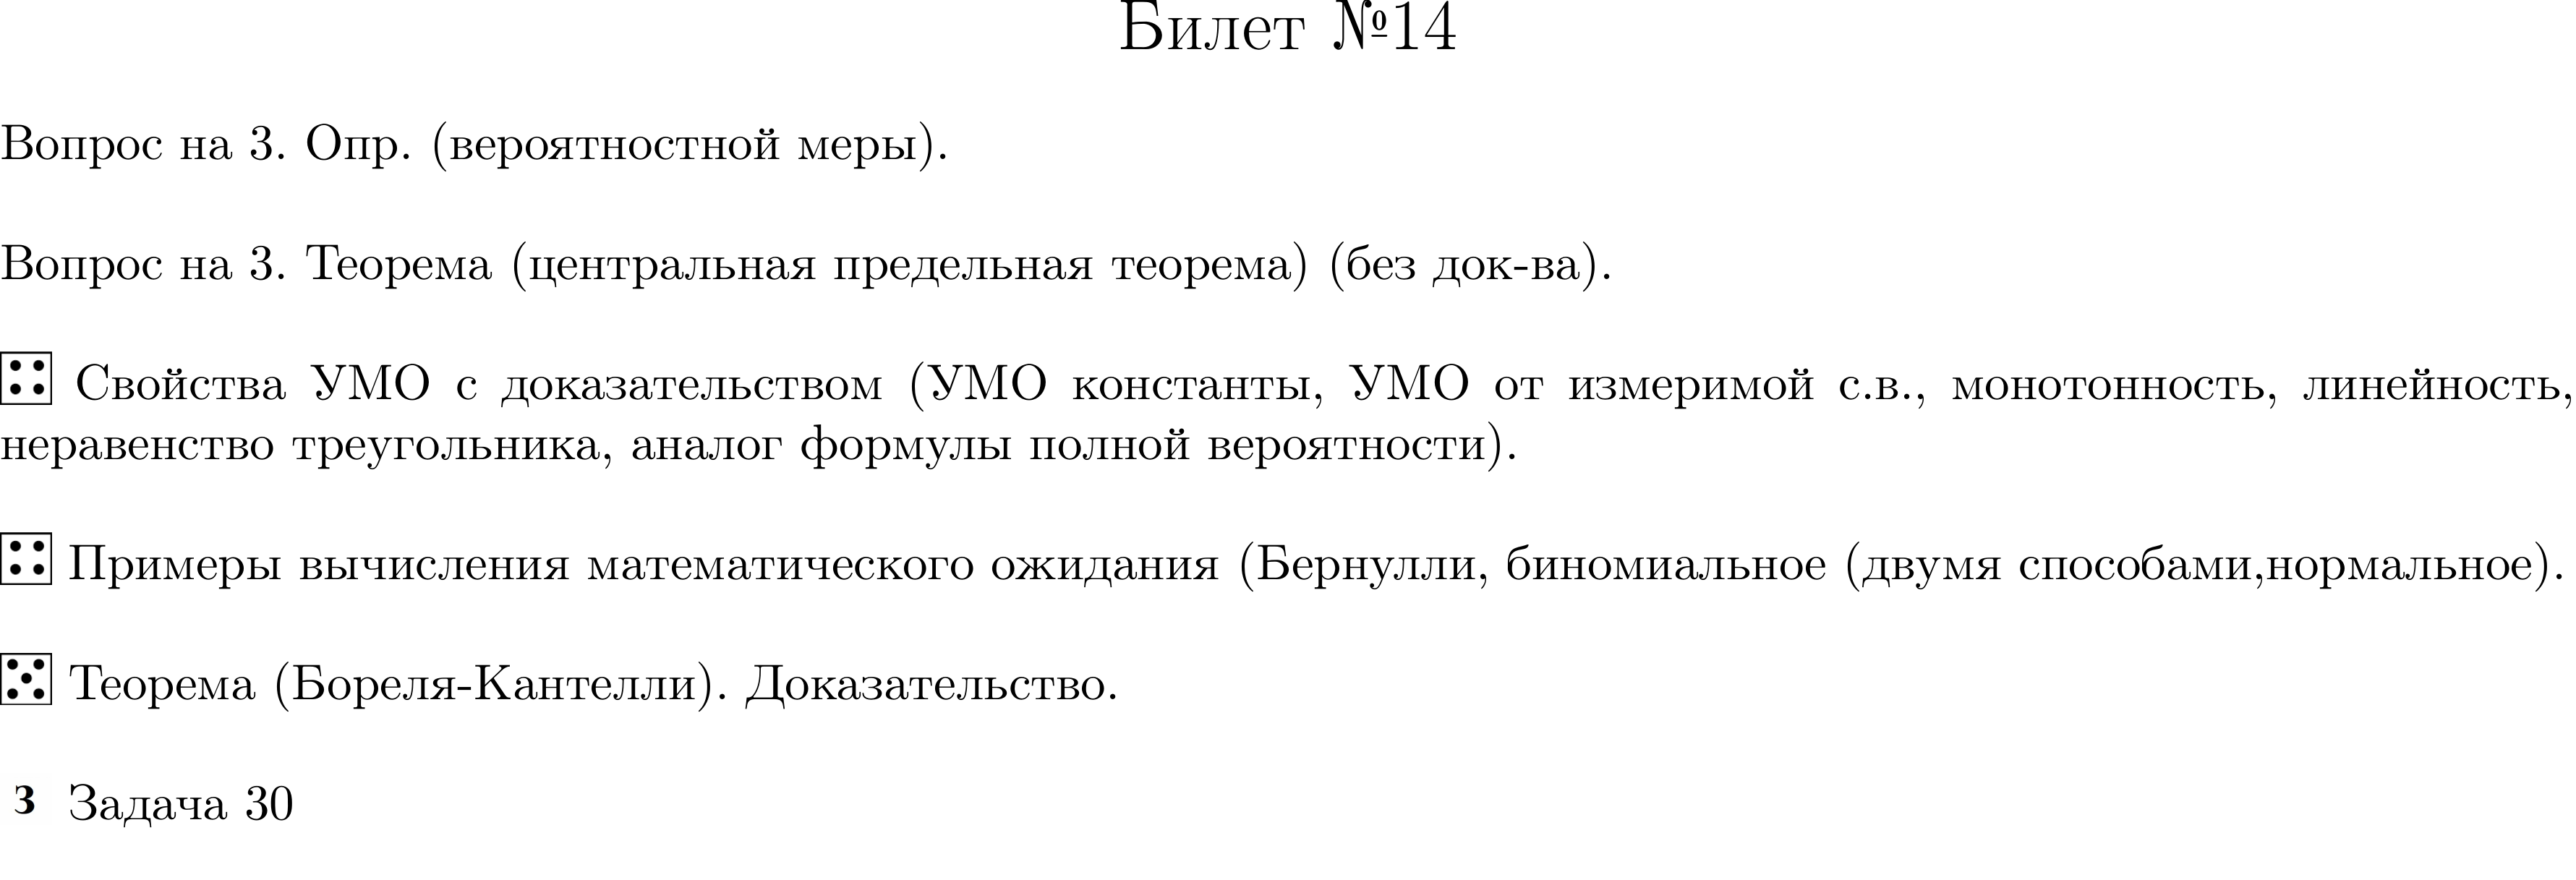 Билет №14
Вопрос на 3. Опр. (вероятностной меры).
Вопрос на 3. Теорема (центральная предельная теорема) (без док-ва).
Свойства УМО с доказательством (УМО константы, УМО от измеримой с.в., монотонность, линейность,
неравенство треугольника, аналог формулы полной вероятности).
Примеры вычисления математического ожидания (Бернулли, биномиальное (двумя способами,нормальное).
Теорема (Бореля-Кантелли). Доказательство.
З Задача 30